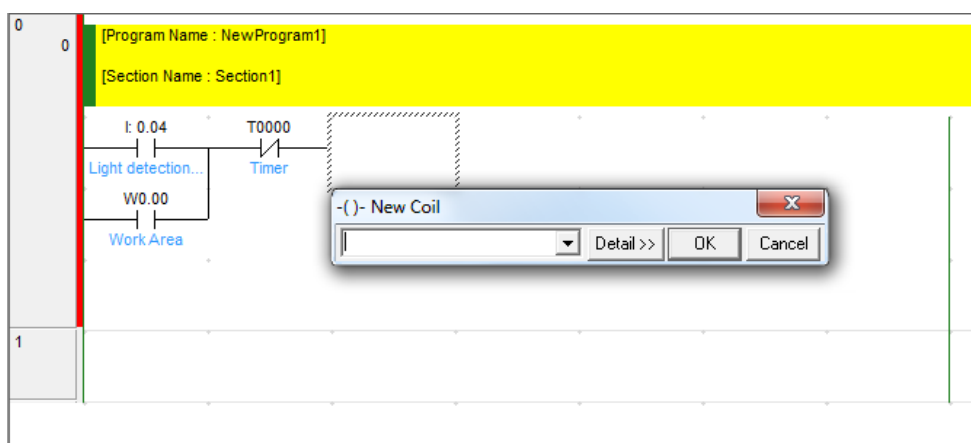 0
0
[Program Name : NewProgram1]
[Section Name : Section1]
I: 0.04
T0000
Light detection...
Timer
W0.00
Work Area
-( )- New Coil
Detail >>
OK
Cancel
1